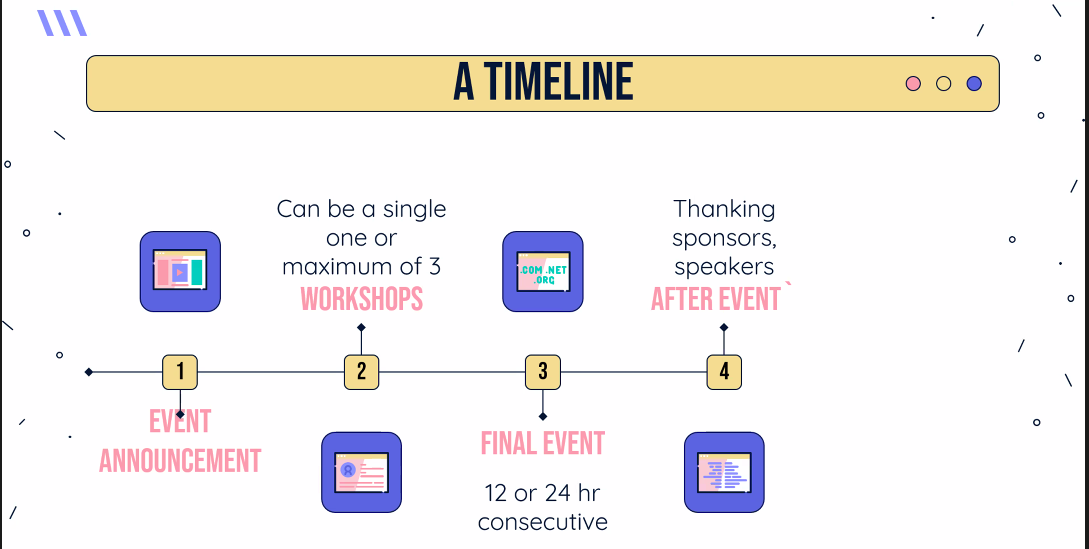 A TIMELINE
Can be a single
one or
maximum of 3
WORKSHOPS
.COM .NET
.ORG
Thanking
sponsors,
speakers
AFTER EVENT `
1
2
3
4
EVENT
ANNOUNCEMENT
FINAL EVENT
12 or 24 hr
consecutive